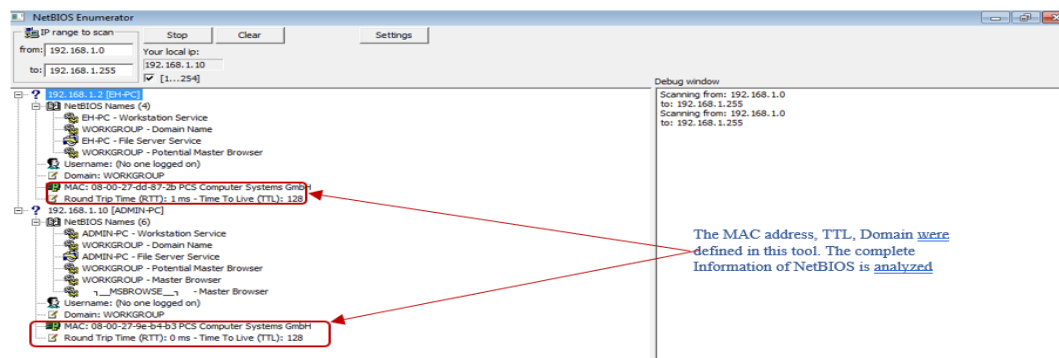 NetBIOS Enumerator
IP range to scan
from: 192.168.1.0
to: 192.168.1.255
Stop
Clear
Settings
Your local ip:
192.168.1.10
[1...254]
192.168.1.2 [EH-PC]
NetBIOS Names (4)
EH-PC - Workstation Service
WORKGROUP - Domain Name
EH-PC - File Server Service
WORKGROUP - Potential Master Browser
Username: (No one logged on)
Domain: WORKGROUP
MAC: 08-00-27-dd-87-2b PCS Computer Systems GmbH
Round Trip Time (RTT): 1 ms - Time To Live (TTL): 128
192.168.1.10 [ADMIN-PC]
NetBIOS Names (6)
ADMIN-PC - Workstation Service
WORKGROUP - Domain Name
ADMIN-PC - File Server Service
WORKGROUP - Potential Master Browser
WORKGROUP - Master Browser
┐__MSBROWSE__┐ - Master Browser
Username: (No one logged on)
Domain: WORKGROUP
MAC: 08-00-27-9e-b4-b3 PCS Computer Systems GmbH
Round Trip Time (RTT): 0 ms - Time To Live (TTL): 128
Debug window
Scanning from: 192.168.1.0
to: 192.168.1.255
Scanning from: 192.168.1.0
to: 192.168.1.255
The MAC address, TTL, Domain were
defined in this tool. The complete
Information of NetBIOS is analyzed